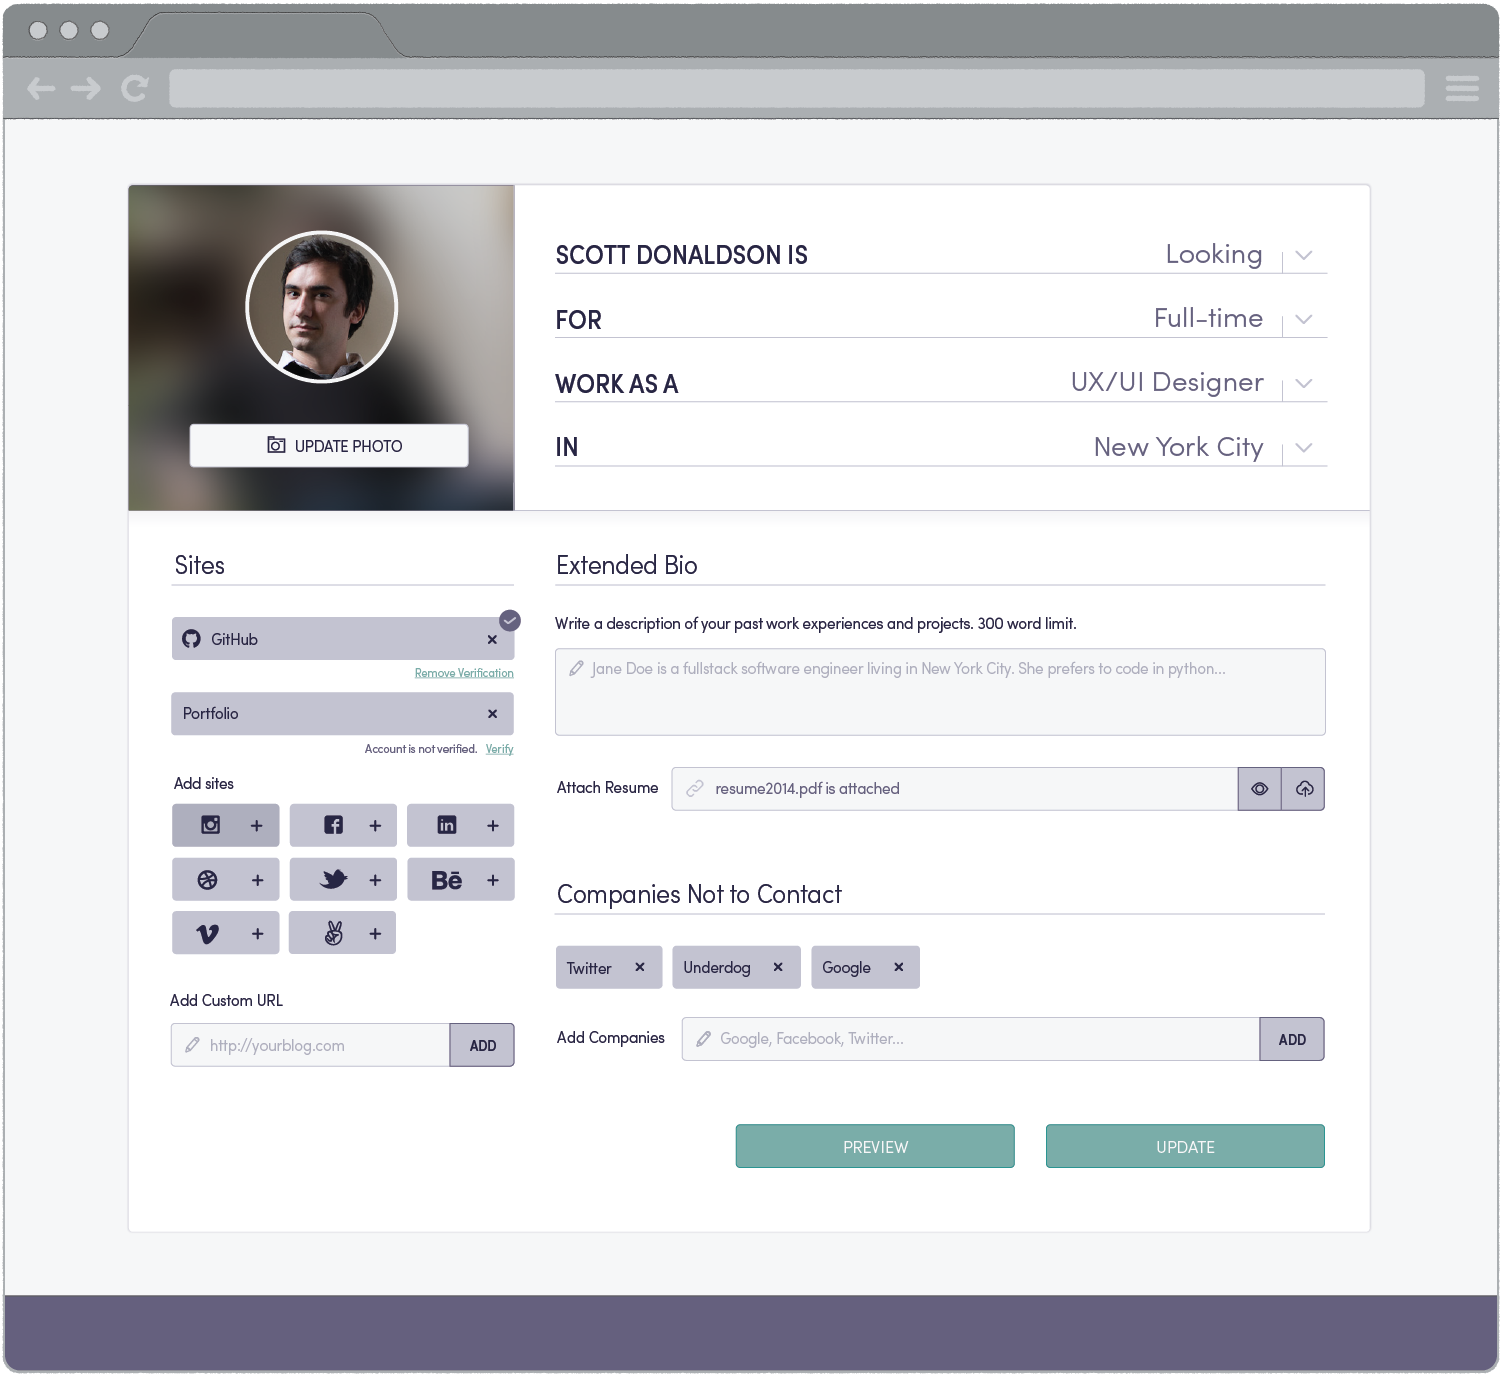 SCOTT DONALDSON IS Looking
FOR Full-time
WORK AS A UX/UI Designer
IN New York City
UPDATE PHOTO
Sites
GitHub
Remove Verification
Portfolio
Account is not verified. Verify
Add sites
in
Bē
Add Custom URL
http://yourblog.com ADD
Extended Bio
Write a description of your past work experiences and projects. 300 word limit.
Jane Doe is a fullstack software engineer living in New York City. She prefers to code in python...
Attach Resume resume2014.pdf is attached
Companies Not to Contact
Twitter Underdog Google
Add Companies Google, Facebook, Twitter... ADD
PREVIEW UPDATE